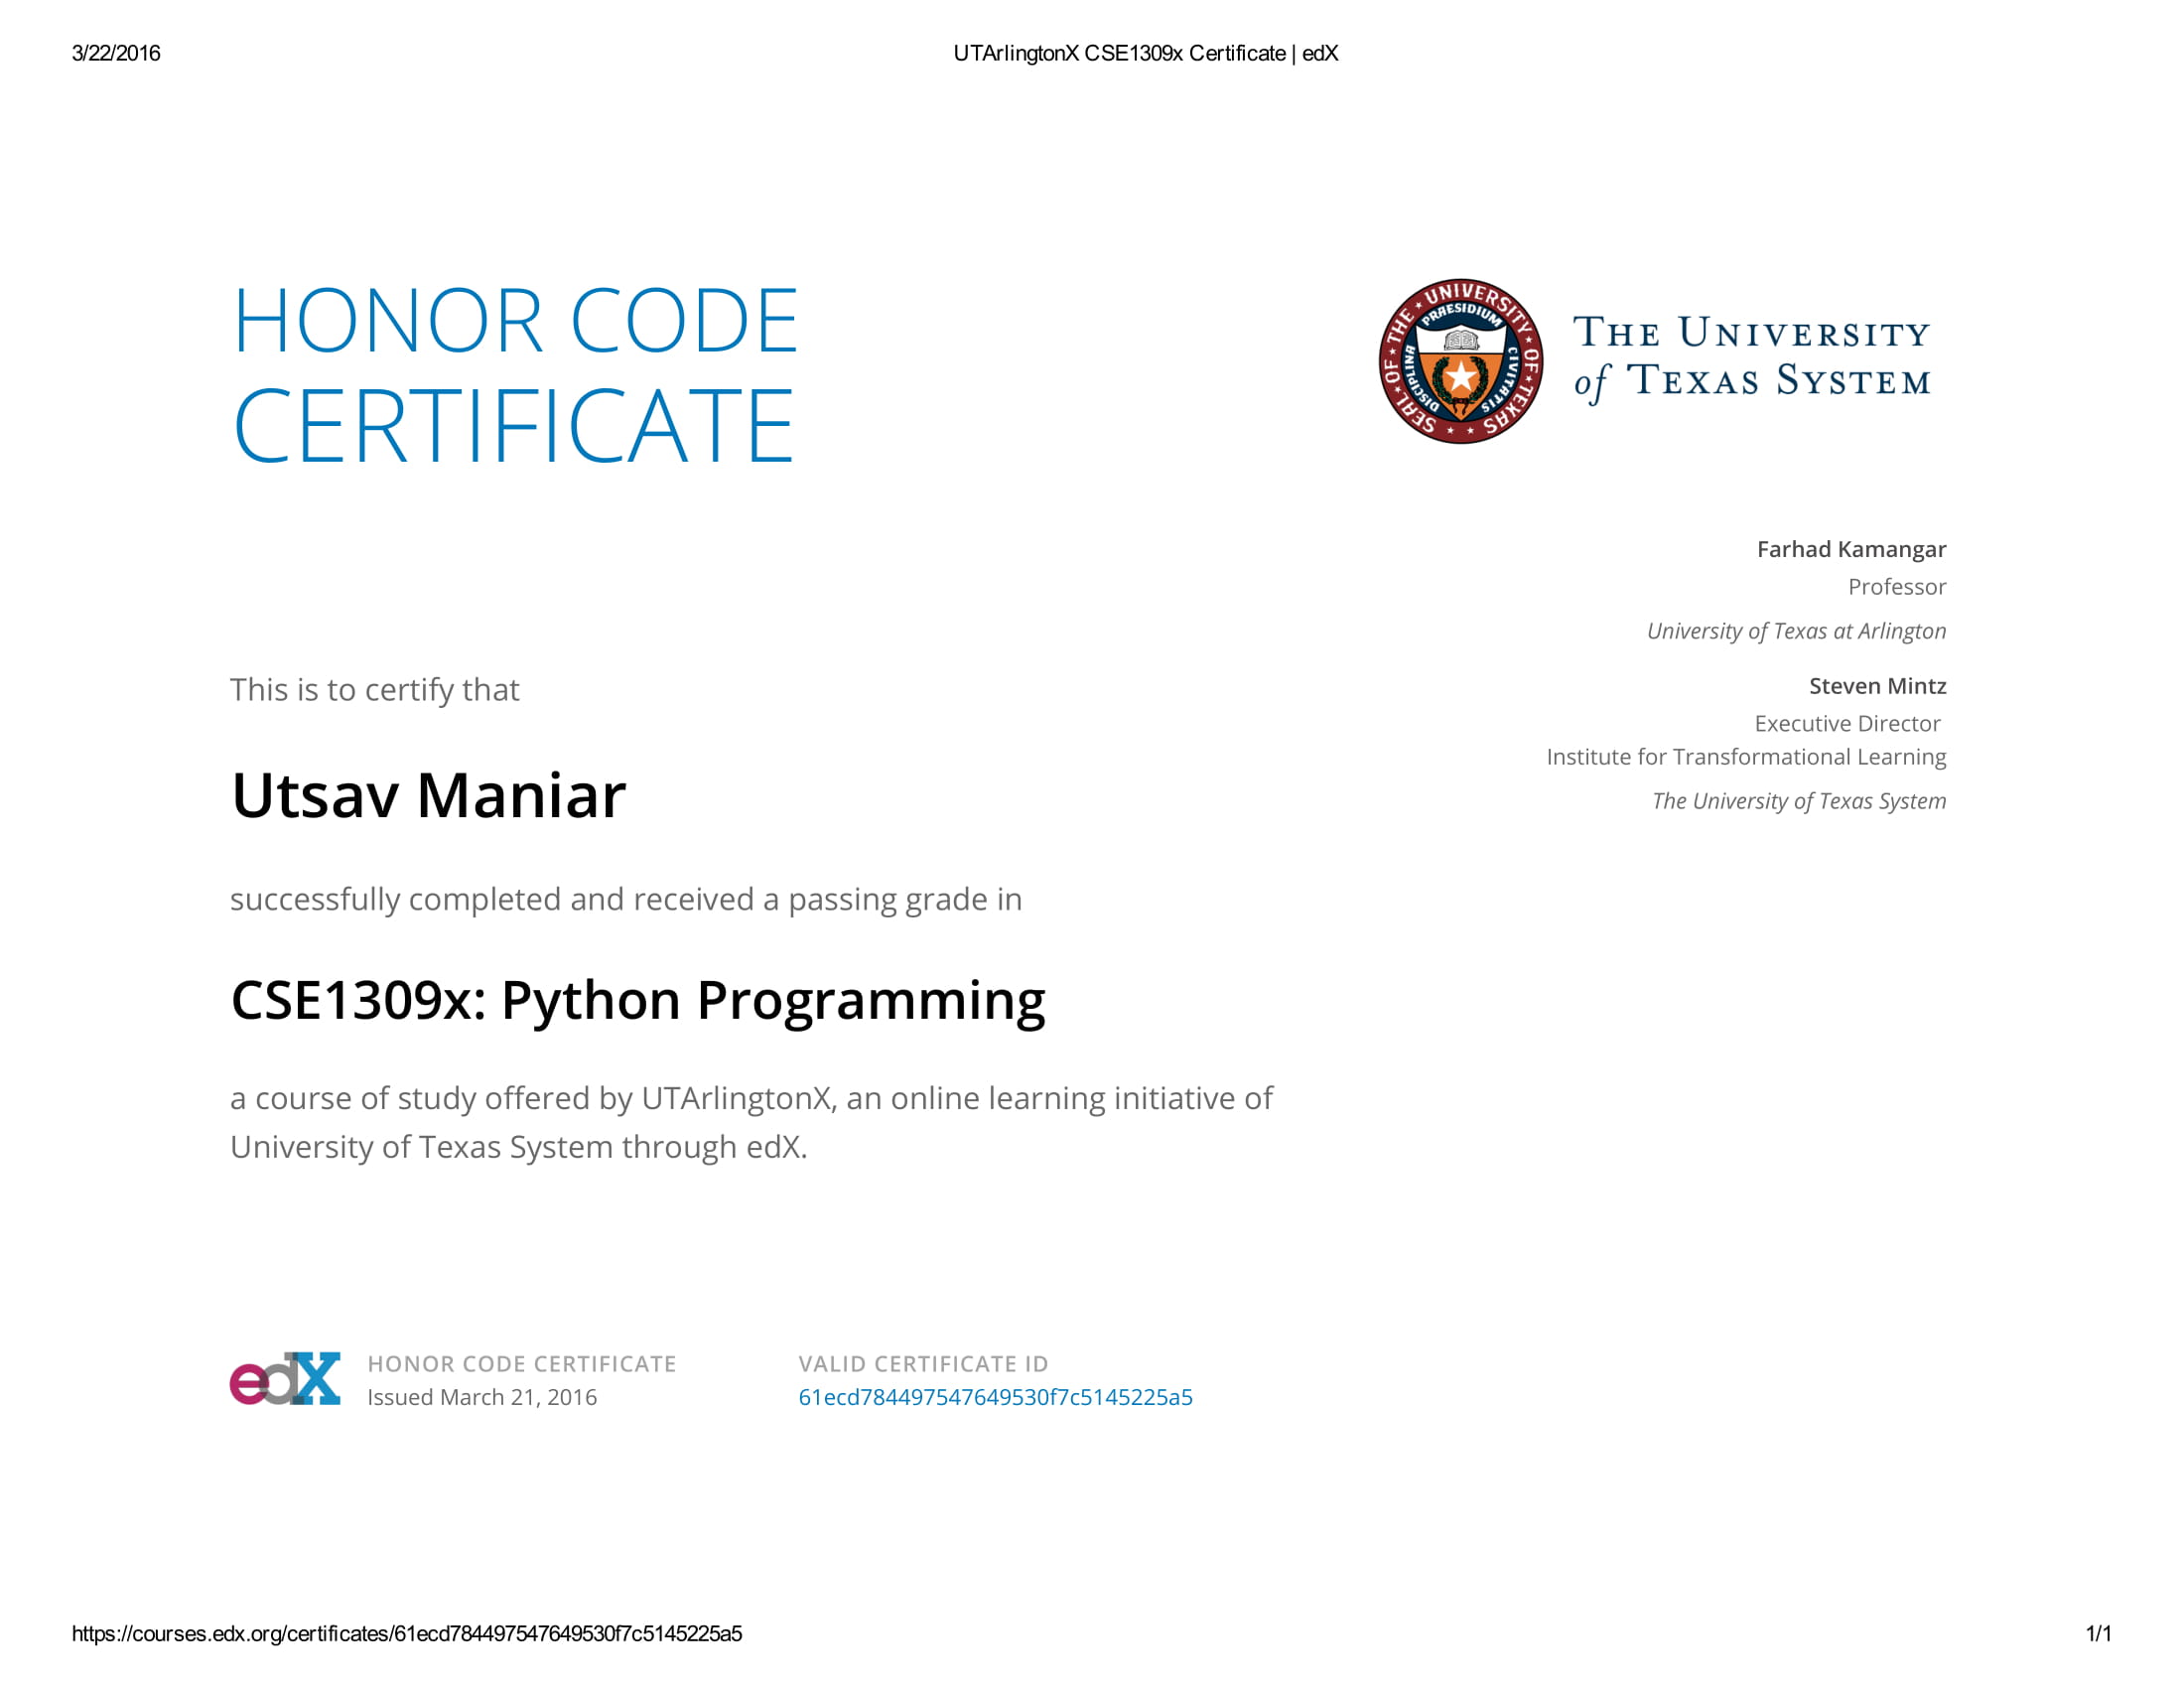 3/22/2016
UTArlingtonX CSE1309x Certificate | edX
HONOR CODE
CERTIFICATE
SEAL OF THE UNIVERSITY OF TEXAS
PRAESIDIUM
DISCIPLINA
CIVITATIS
THE UNIVERSITY
of TEXAS SYSTEM
Farhad Kamangar
Professor
University of Texas at Arlington
Steven Mintz
Executive Director
Institute for Transformational Learning
The University of Texas System
This is to certify that
Utsav Maniar
successfully completed and received a passing grade in
CSE1309x: Python Programming
a course of study offered by UTArlingtonX, an online learning initiative of
University of Texas System through edX.
edX
HONOR CODE CERTIFICATE
Issued March 21, 2016
VALID CERTIFICATE ID
61ecd784497547649530f7c5145225a5
https://courses.edx.org/certificates/61ecd784497547649530f7c5145225a5
1/1